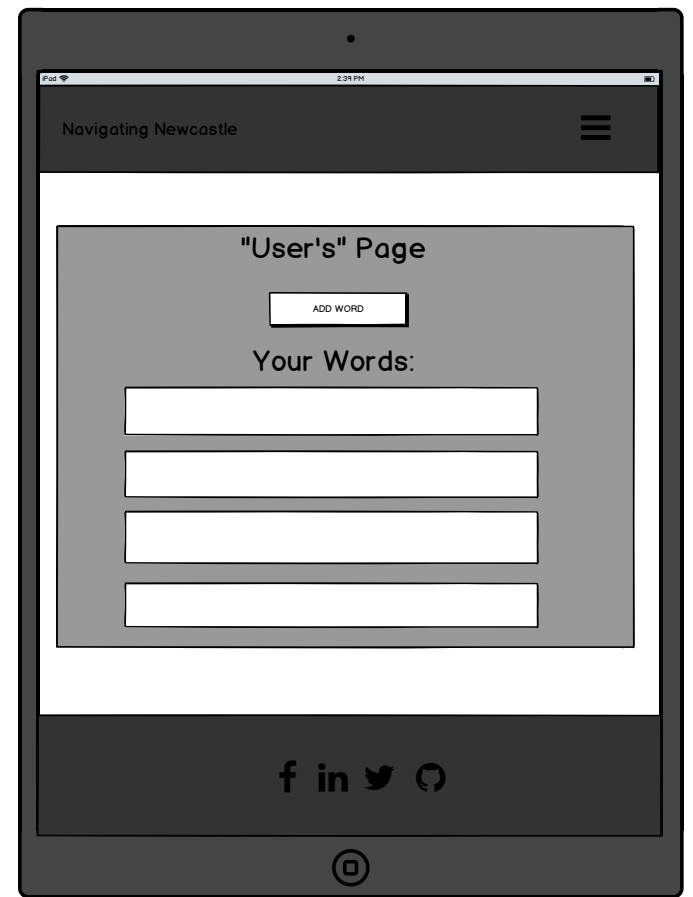 iPad 2:39 PM
Navigating Newcastle
"User's" Page
ADD WORD
Your Words: